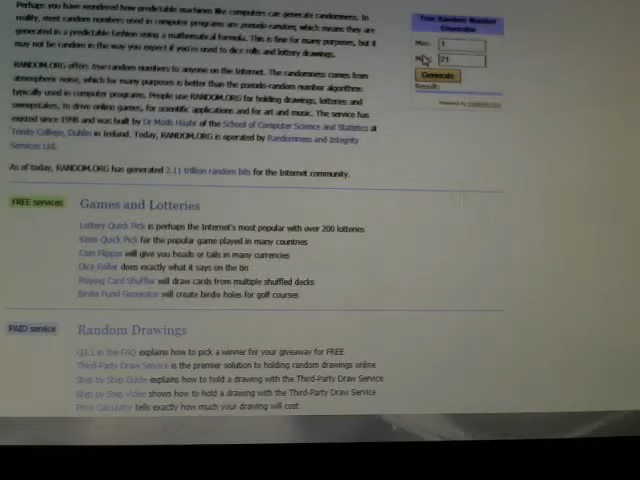 Perhaps you have wondered how predictable machines like computers can generate randomness. In
reality, most random numbers used in computer programs are pseudo-random, which means they are
generated in a predictable fashion using a mathematical formula. This is fine for many purposes, but it
may not be random in the way you expect if you're used to dice rolls and lottery drawings.
RANDOM.ORG offers true random numbers to anyone on the Internet. The randomness comes from
atmospheric noise, which for many purposes is better than the pseudo-random number algorithms
typically used in computer programs. People use RANDOM.ORG for holding drawings, lotteries and
sweepstakes, to drive online games, for scientific applications and for art and music. The service has
existed since 1998 and was built by Dr Mads Haahr of the School of Computer Science and Statistics at
Trinity College, Dublin in Ireland. Today, RANDOM.ORG is operated by Randomness and Integrity
Services Ltd.
As of today, RANDOM.ORG has generated 2.11 trillion random bits for the Internet community.
True Random Number
Generator
Min: 1
21
Generate
Result:
Powered by
FREE services
Games and Lotteries
Lottery Quick Pick is perhaps the Internet's most popular with over 200 lotteries
Keno Quick Pick for the popular game played in many countries
Coin Flipper will give you heads or tails in many currencies
Dice Roller does exactly what it says on the tin
Playing Card Shuffler will draw cards from multiple shuffled decks
Birdie Fund Generator will create birdie holes for golf courses
PAID service
Random Drawings
Q3.1 in the FAQ explains how to pick a winner for your giveaway for FREE
Third-Party Draw Service is the premier solution to holding random drawings online
Step by Step Guide explains how to hold a drawing with the Third-Party Draw Service
Step by Step Video shows how to hold a drawing with the Third-Party Draw Service
Price Calculator tells exactly how much your drawing will cost